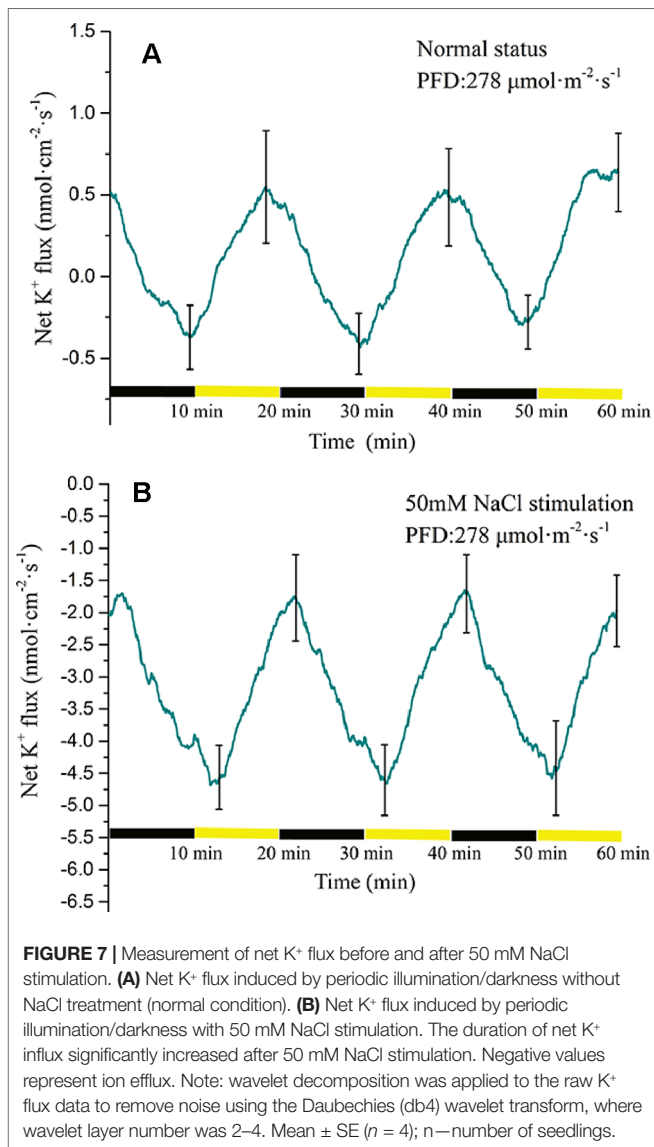 A
Normal status
PFD:278 μmol·m⁻²·s⁻¹
Net K⁺ flux (nmol·cm⁻²·s⁻¹)
1.5
1.0
0.5
0.0
-0.5
10 min 20 min 30 min 40 min 50 min 60 min
Time (min)
B
50mM NaCl stimulation
PFD:278 μmol·m⁻²·s⁻¹
Net K⁺ flux (nmol·cm⁻²·s⁻¹)
0.0
-0.5
-1.0
-1.5
-2.0
-2.5
-3.0
-3.5
-4.0
-4.5
-5.0
-5.5
-6.0
-6.5
10 min 20 min 30 min 40 min 50 min 60 min
Time (min)
FIGURE 7 | Measurement of net K⁺ flux before and after 50 mM NaCl
stimulation. (A) Net K⁺ flux induced by periodic illumination/darkness without
NaCl treatment (normal condition). (B) Net K⁺ flux induced by periodic
illumination/darkness with 50 mM NaCl stimulation. The duration of net K⁺
influx significantly increased after 50 mM NaCl stimulation. Negative values
represent ion efflux. Note: wavelet decomposition was applied to the raw K⁺
flux data to remove noise using the Daubechies (db4) wavelet transform, where
wavelet layer number was 2–4. Mean ± SE (n = 4); n—number of seedlings.